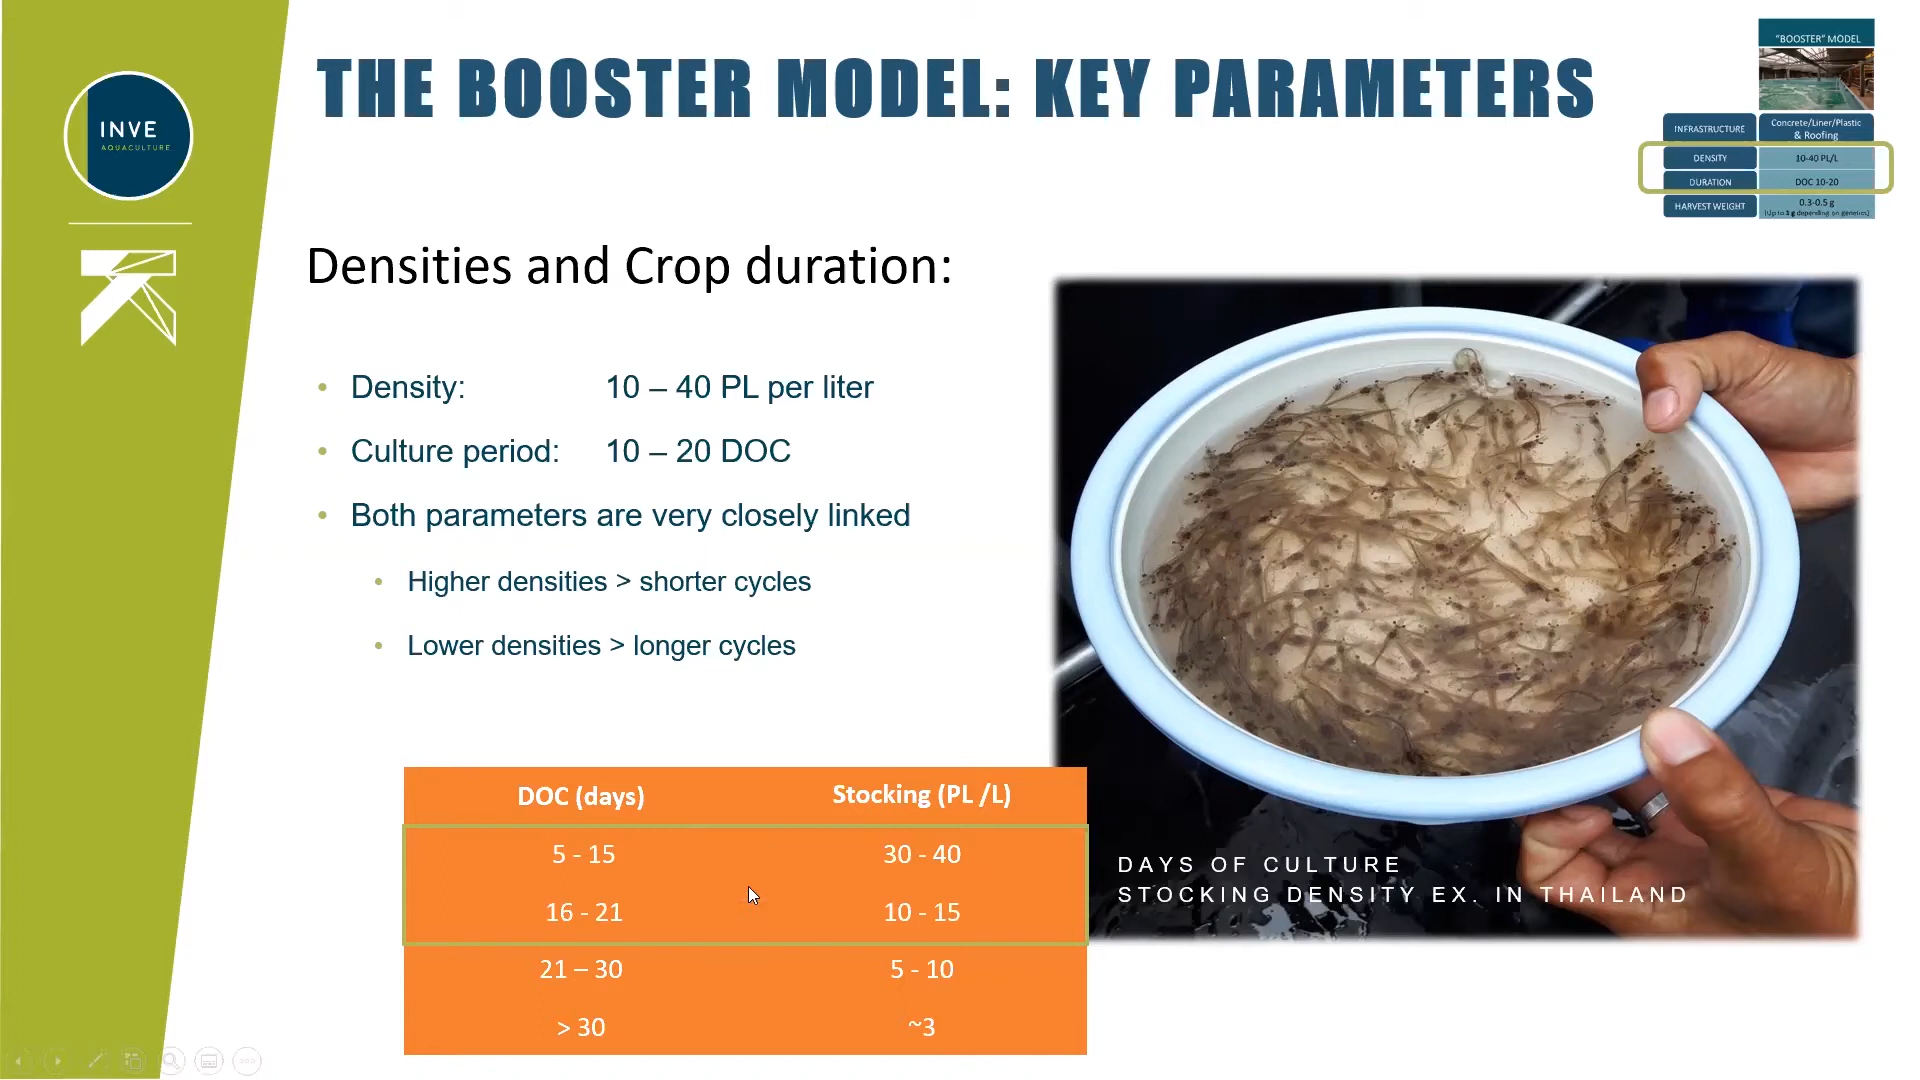 THE BOOSTER MODEL: KEY PARAMETERS
INVE
AQUACULTURE
"BOOSTER" MODEL
INFRASTRUCTURE Concrete/Liner/Plastic
& Roofing
DENSITY 10-40 PL/L
DURATION DOC 10-20
HARVEST WEIGHT 0.3-0.5 g
(Up to 1 g depending on genetics)
Densities and Crop duration:
• Density: 10 – 40 PL per liter
• Culture period: 10 – 20 DOC
• Both parameters are very closely linked
• Higher densities > shorter cycles
• Lower densities > longer cycles
DOC (days) Stocking (PL /L)
5 - 15 30 - 40
16 - 21 10 - 15
21 – 30 5 - 10
> 30 ~3
DAYS OF CULTURE
STOCKING DENSITY EX. IN THAILAND